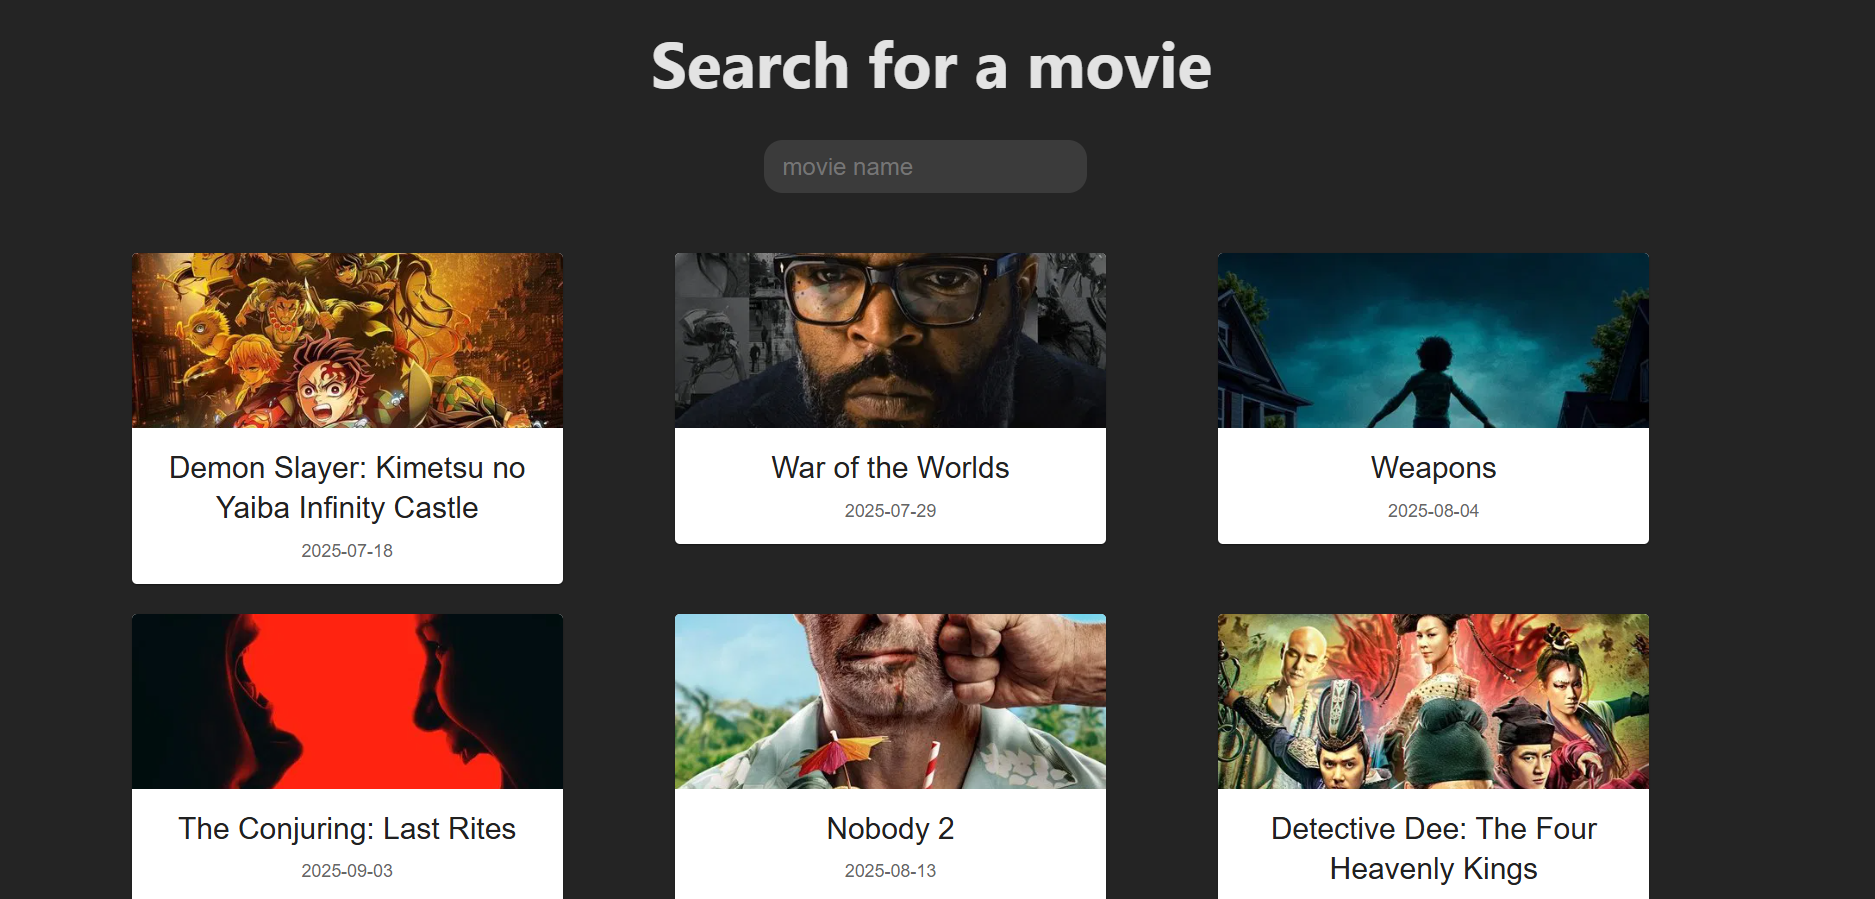 Search for a movie
movie name
Demon Slayer: Kimetsu no
Yaiba Infinity Castle
2025-07-18
War of the Worlds
2025-07-29
Weapons
2025-08-04
The Conjuring: Last Rites
2025-09-03
Nobody 2
2025-08-13
Detective Dee: The Four
Heavenly Kings